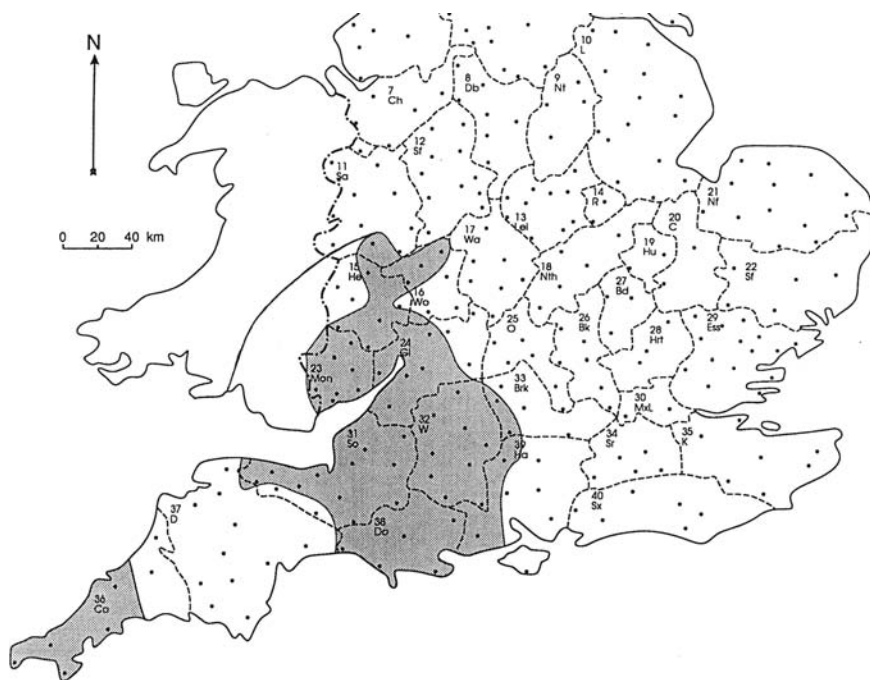 N
0 20 40 km
10
L
7
Ch
8
Db
9
Nt
11
Sa
12
Sf
13
Lei
14
R
21
Nf
20
C
17
Wa
19
Hu
15
He
16
Wo
18
Nth
22
Sf
27
Bd
25
O
26
Bk
28
Hrt
29
Ess
24
Gl
23
Mon
33
Brk
30
MxL
32
W
31
So
39
Ha
34
Sr
35
K
40
Sx
37
D
38
Do
36
Co